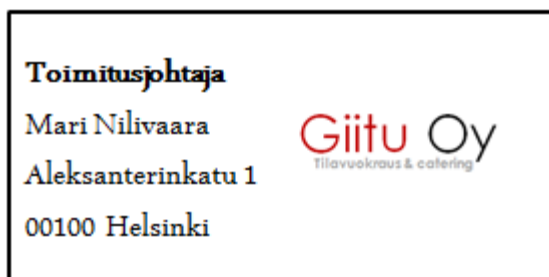 Toimitusjohtaja
Mari Nilivaara
Aleksanterinkatu 1
00100 Helsinki
Giitu Oy
Tilavuokraus & catering